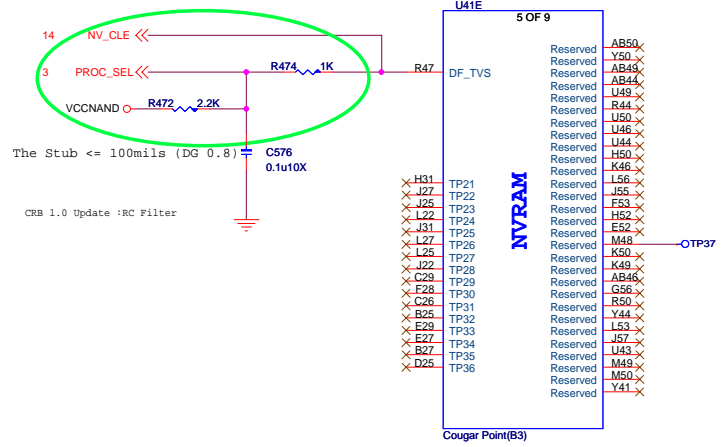 U41E
5 OF 9
14 NV_CLE
3 PROC_SEL
R474 1K
R47 DF_TVS
VCCNAND R472 2.2K
The Stub <= 100mils (DG 0.8)
C576
0.1u10X
CRB 1.0 Update :RC Filter
NVRAM
H31 TP21
J27 TP22
J25 TP23
L22 TP24
J31 TP25
L27 TP26
L25 TP27
J22 TP28
C29 TP29
F28 TP30
C26 TP31
B25 TP32
E29 TP33
E27 TP34
B27 TP35
D25 TP36
Reserved AB50
Reserved Y50
Reserved AB49
Reserved AB44
Reserved U49
Reserved R44
Reserved U50
Reserved U46
Reserved U44
Reserved H50
Reserved K46
Reserved L56
Reserved J55
Reserved F53
Reserved H52
Reserved E52
Reserved M48 TP37
Reserved K50
Reserved K49
Reserved AB46
Reserved G56
Reserved R50
Reserved Y44
Reserved L53
Reserved J57
Reserved U43
Reserved M49
Reserved M50
Reserved Y41
Cougar Point(B3)